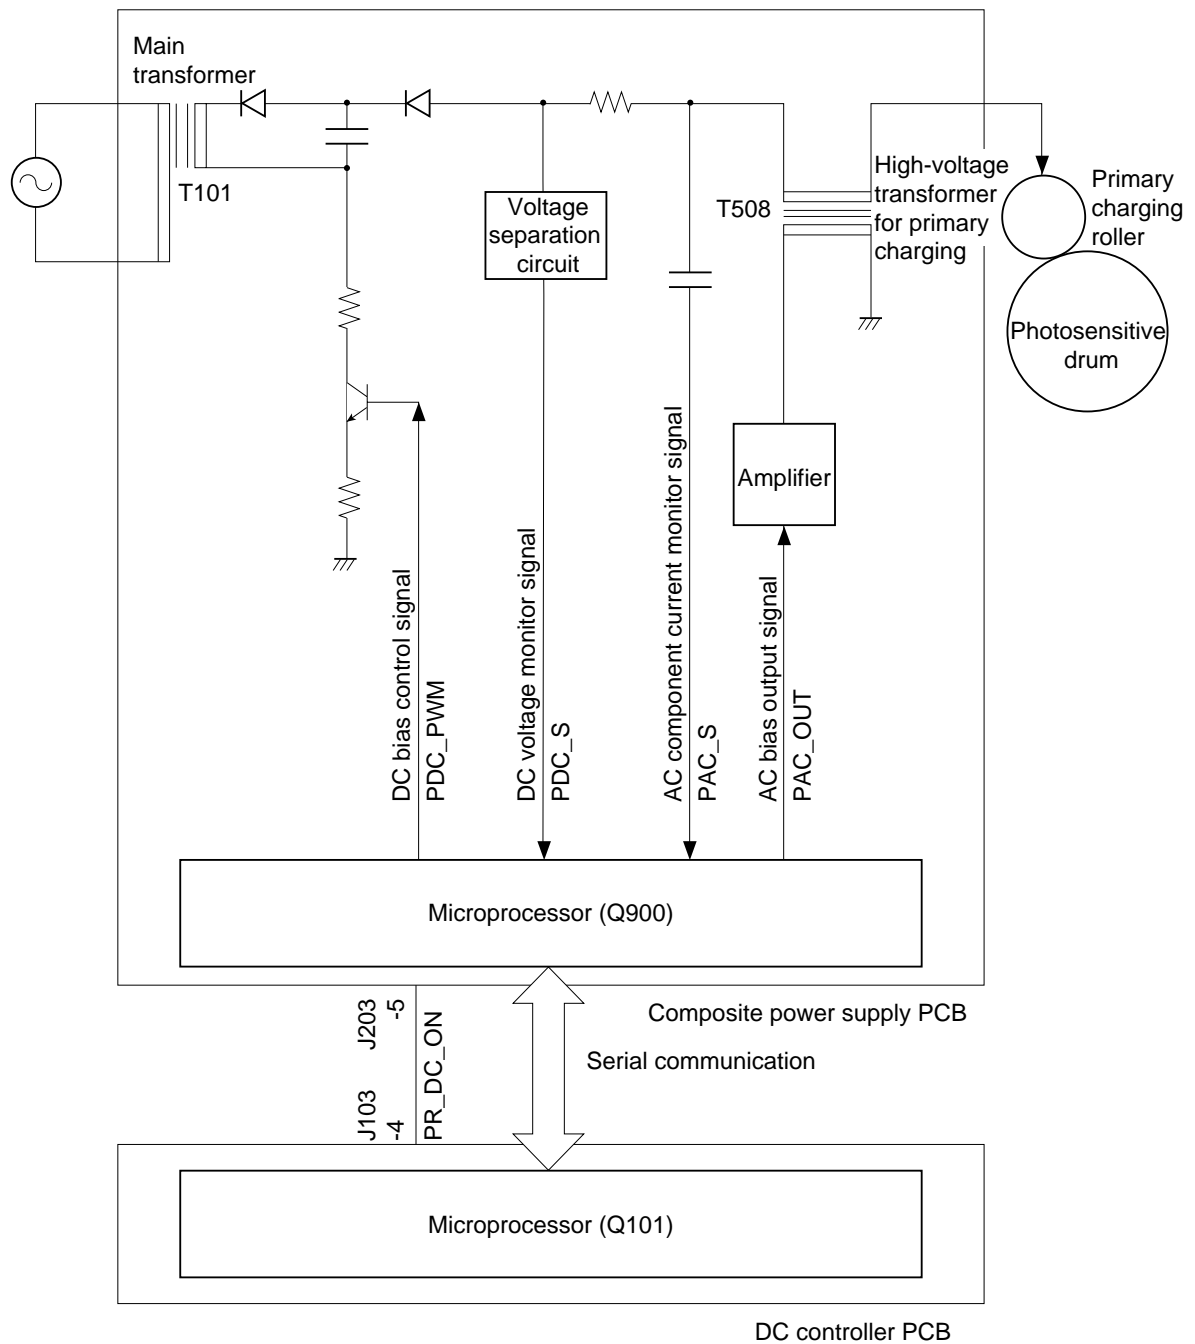 Main
transformer
T101
Voltage
separation
circuit
T508
High-voltage
transformer
for primary
charging
Primary
charging
roller
Photosensitive
drum
Amplifier
DC bias control signal
PDC_PWM
DC voltage monitor signal
PDC_S
AC component current monitor signal
PAC_S
AC bias output signal
PAC_OUT
Microprocessor (Q900)
Composite power supply PCB
J203
-5
PR_DC_ON
J103
-4
Serial communication
Microprocessor (Q101)
DC controller PCB